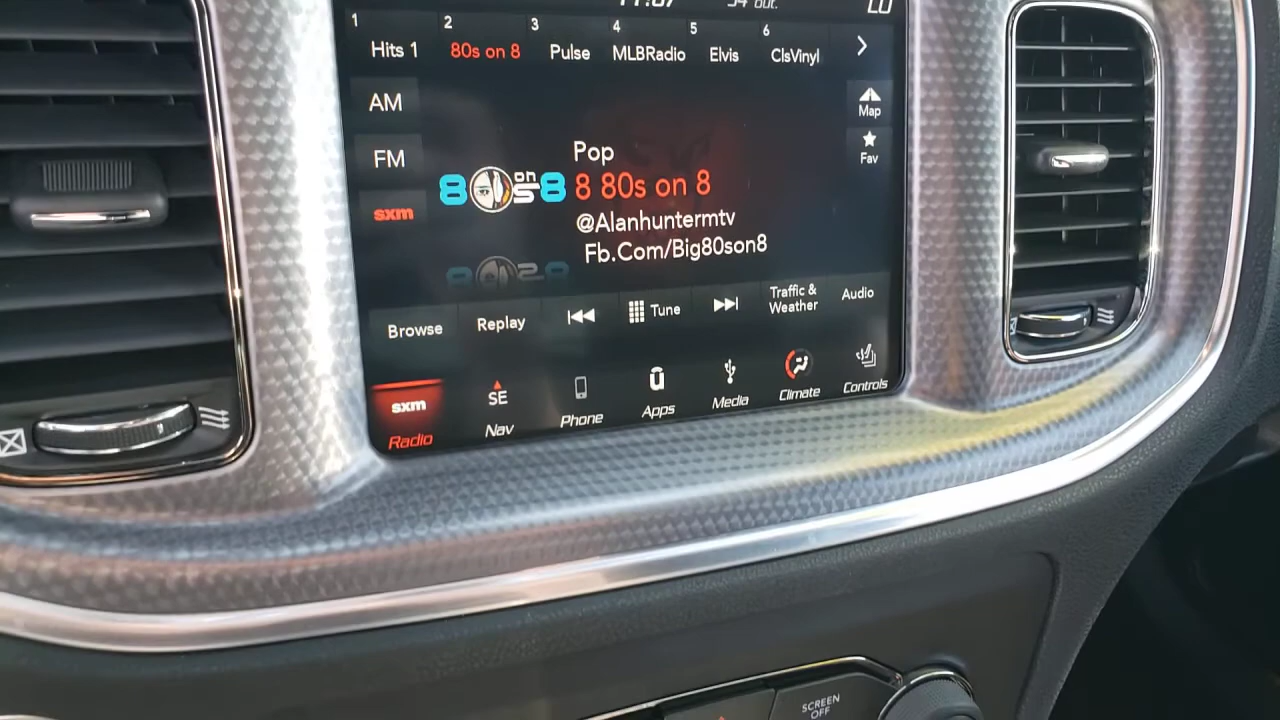 1 2 3 4 5 6
Hits 1 80s on 8 Pulse MLBRadio Elvis ClsVinyl
AM
Map
FM
Fav
sxm
8 on 8
Pop
8 80s on 8
@Alanhuntermtv
Fb.Com/Big80son8
Browse Replay Tune Traffic & Weather Audio
sxm SE
Radio Nav Phone Apps Media Climate Controls
SCREEN
OFF